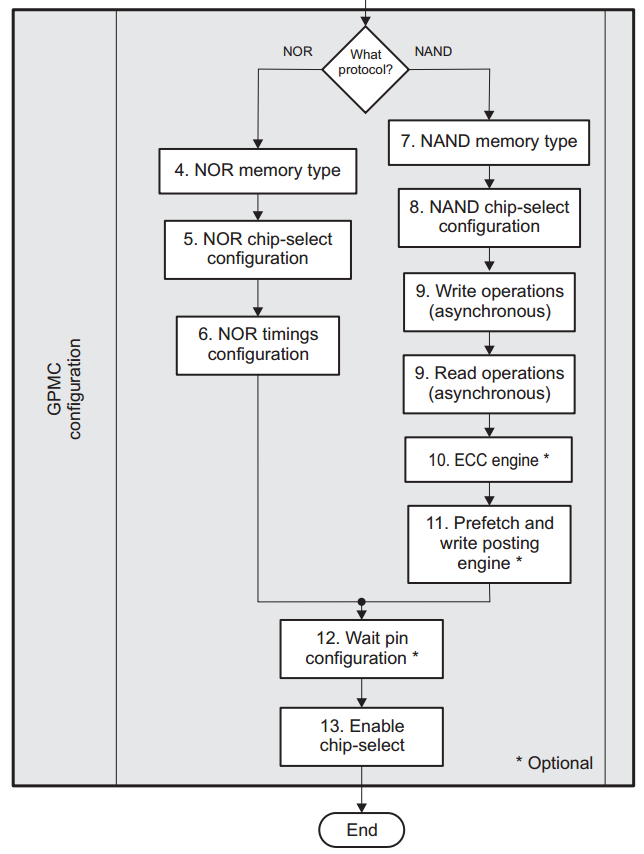 What
protocol?
NOR
NAND
4. NOR memory type
5. NOR chip-select
configuration
6. NOR timings
configuration
7. NAND memory type
8. NAND chip-select
configuration
9. Write operations
(asynchronous)
9. Read operations
(asynchronous)
10. ECC engine *
11. Prefetch and
write posting
engine *
12. Wait pin
configuration *
13. Enable
chip-select
* Optional
End
GPMC
configuration